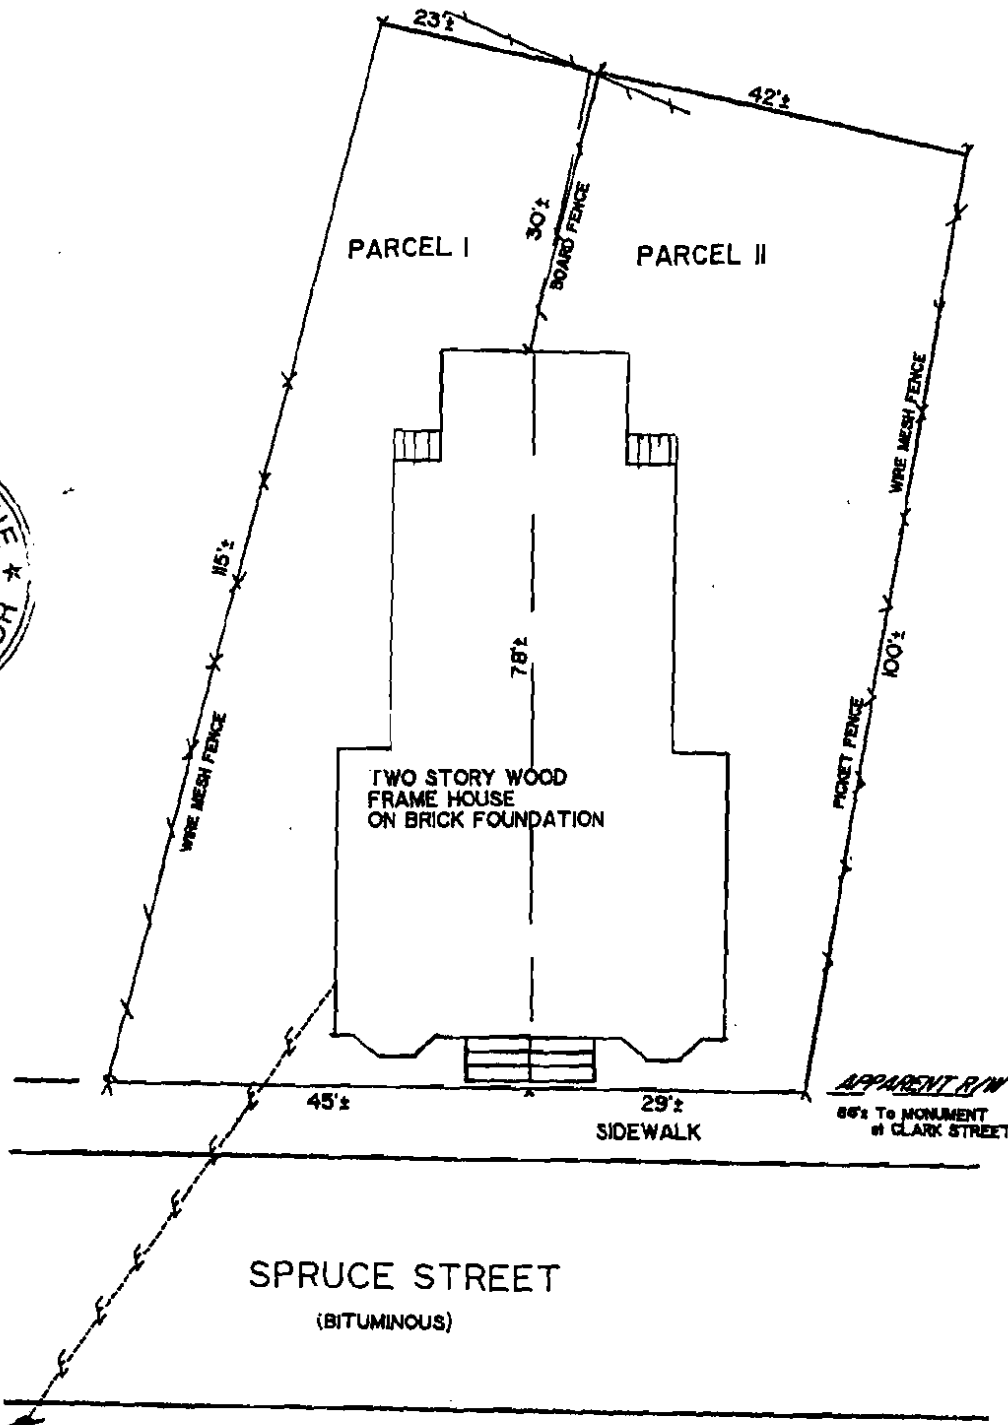 23'±
42'±
30'±
BOARD FENCE
PARCEL I
PARCEL II
WIRE MESH FENCE
115'±
78'±
100'±
WIRE MESH FENCE
PICKET FENCE
TWO STORY WOOD
FRAME HOUSE
ON BRICK FOUNDATION
45'±
29'±
APPARENT R/W
To MONUMENT
at CLARK STREET
SIDEWALK
SPRUCE STREET
(BITUMINOUS)